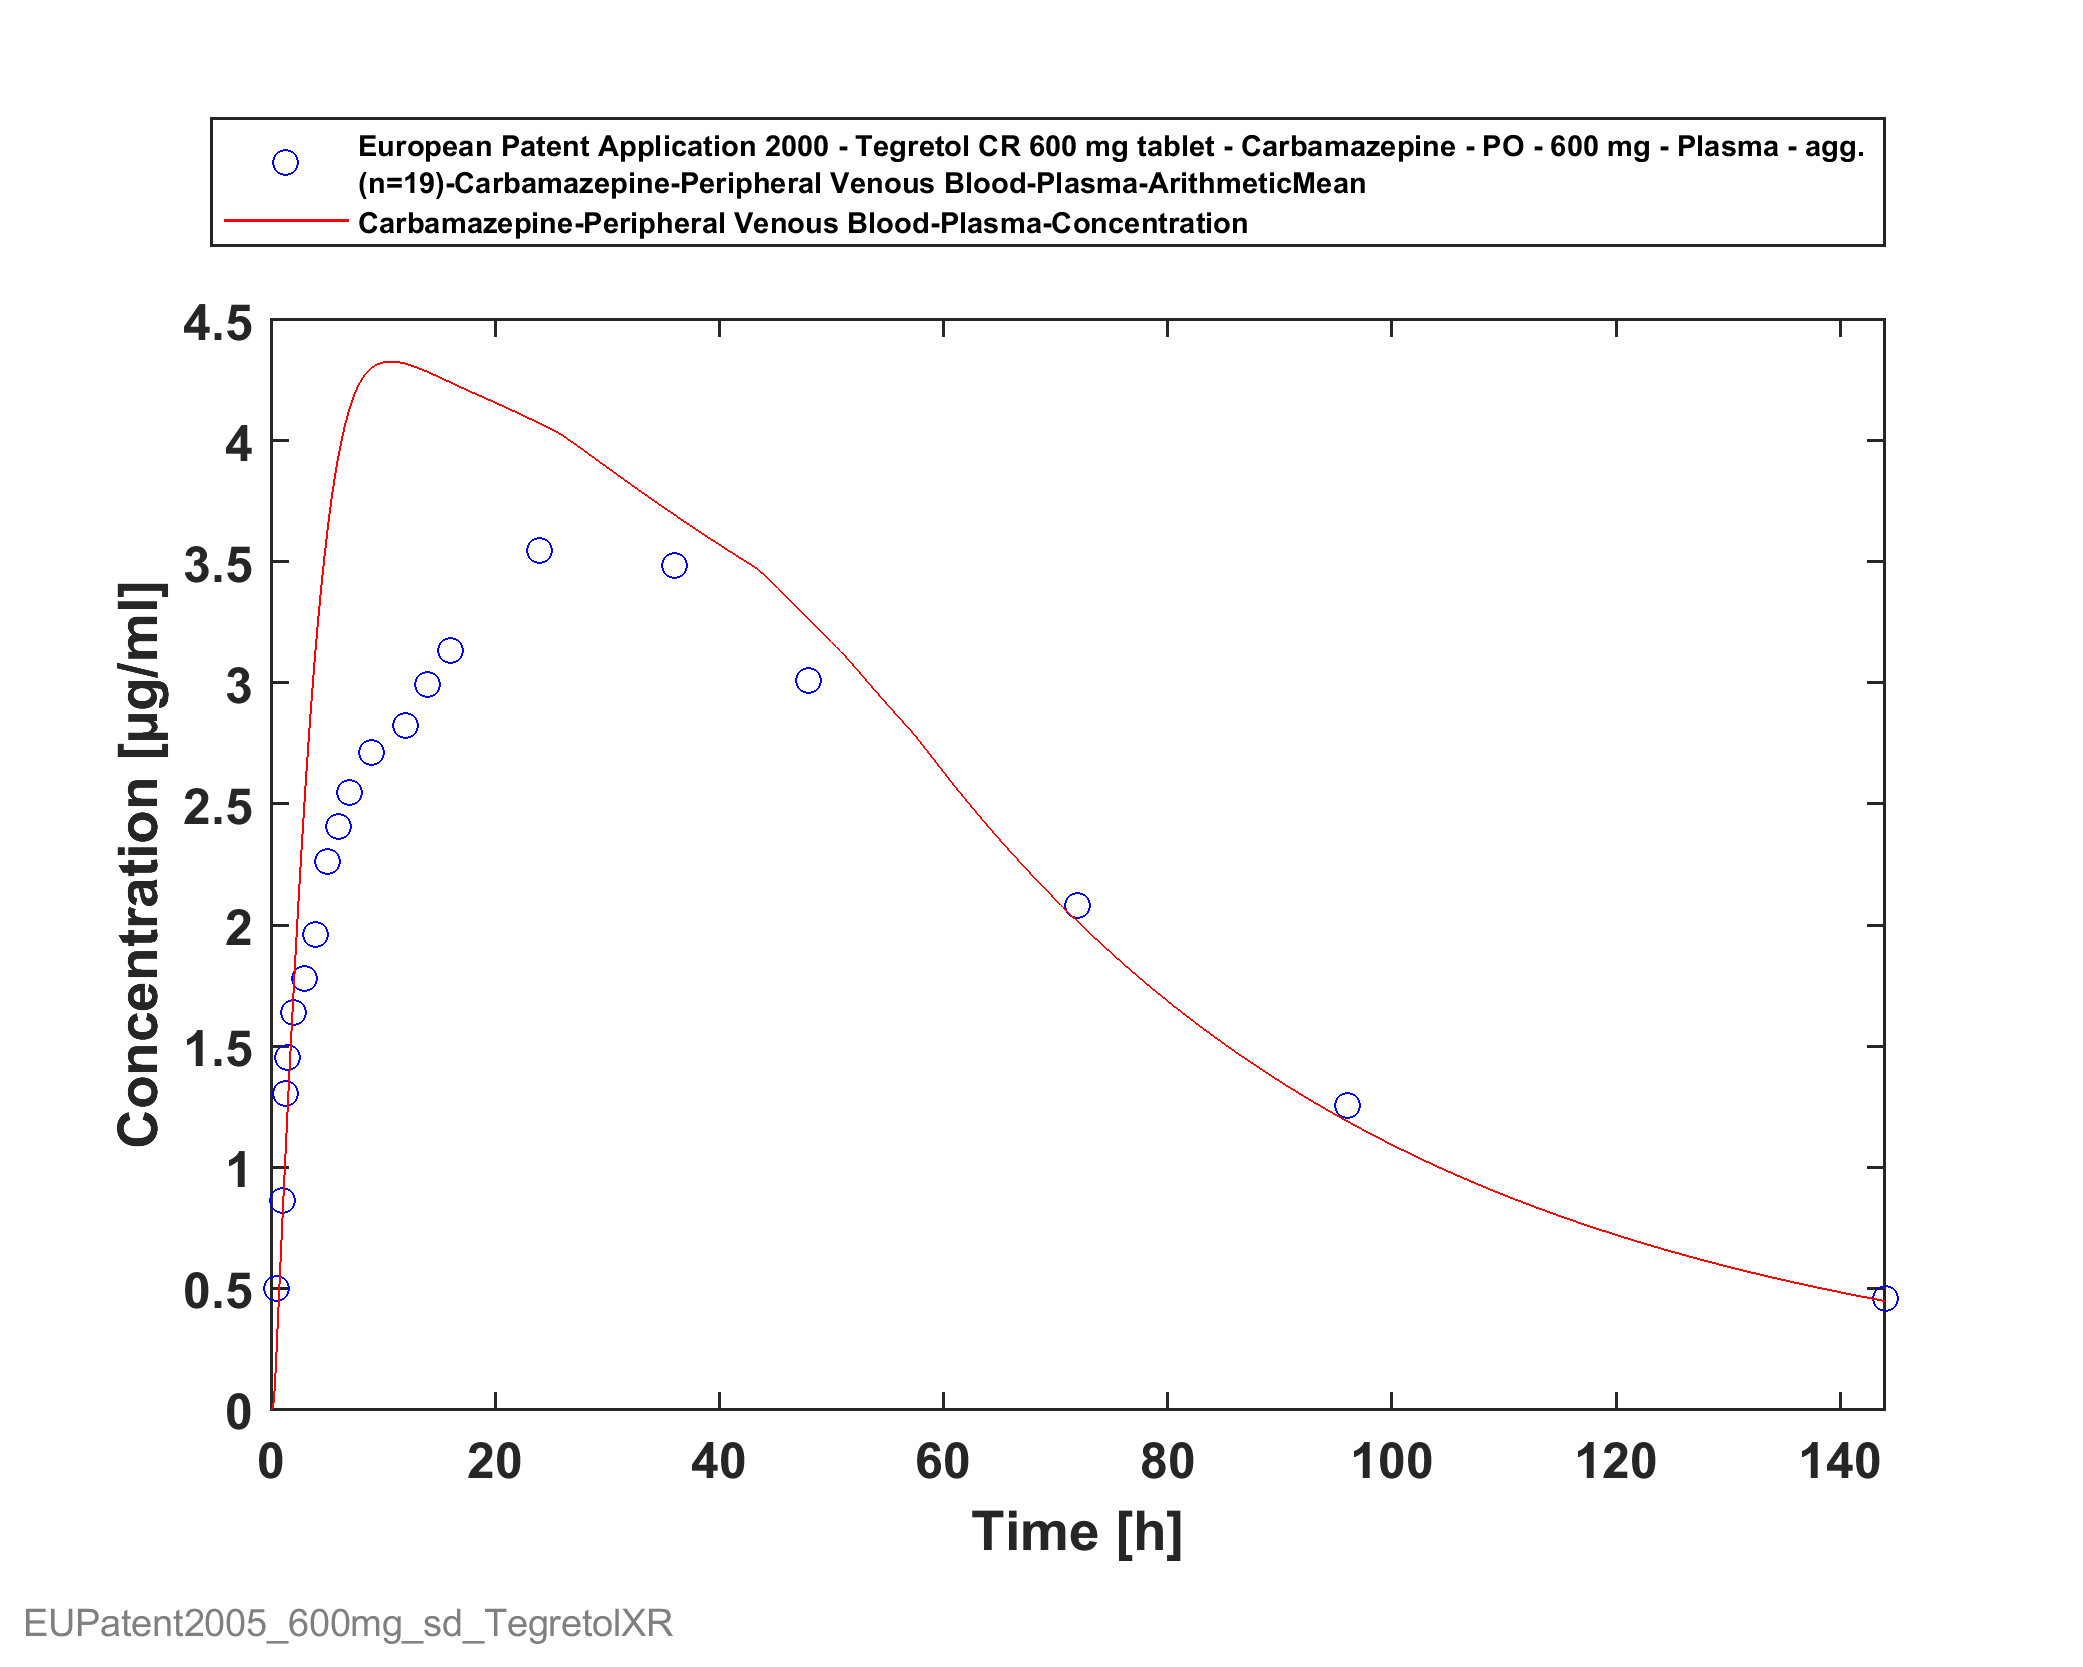 European Patent Application 2000 - Tegretol CR 600 mg tablet - Carbamazepine - PO - 600 mg - Plasma - agg.
(n=19)-Carbamazepine-Peripheral Venous Blood-Plasma-ArithmeticMean
Carbamazepine-Peripheral Venous Blood-Plasma-Concentration
4.5
4
3.5
3
2.5
2
1.5
1
0.5
0
Concentration [µg/ml]
0 20 40 60 80 100 120 140
Time [h]
EUPatent2005_600mg_sd_TegretolXR